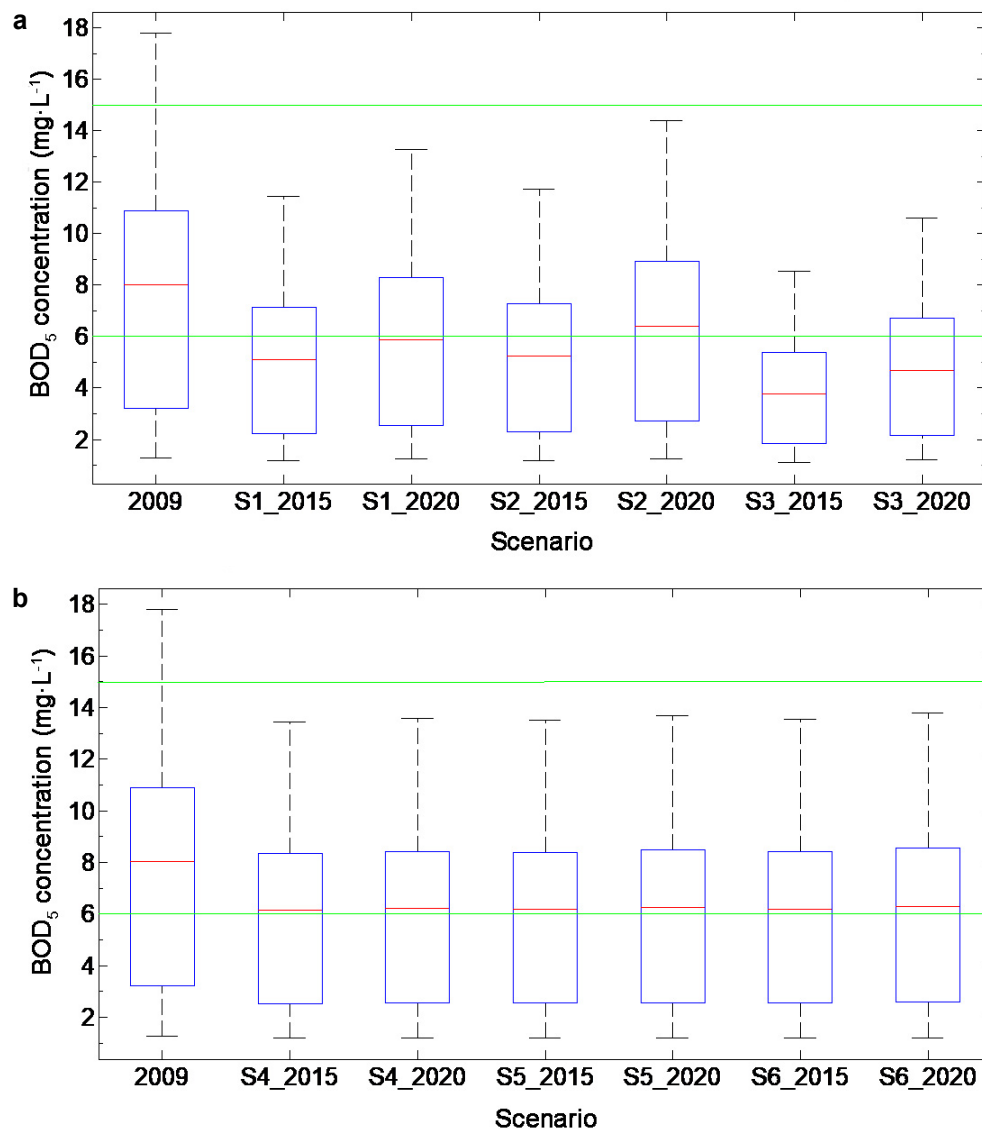 a
BOD₅ concentration (mg·L⁻¹)
18
16
14
12
10
8
6
4
2
2009 S1_2015 S1_2020 S2_2015 S2_2020 S3_2015 S3_2020
Scenario
b
BOD₅ concentration (mg·L⁻¹)
18
16
14
12
10
8
6
4
2
2009 S4_2015 S4_2020 S5_2015 S5_2020 S6_2015 S6_2020
Scenario